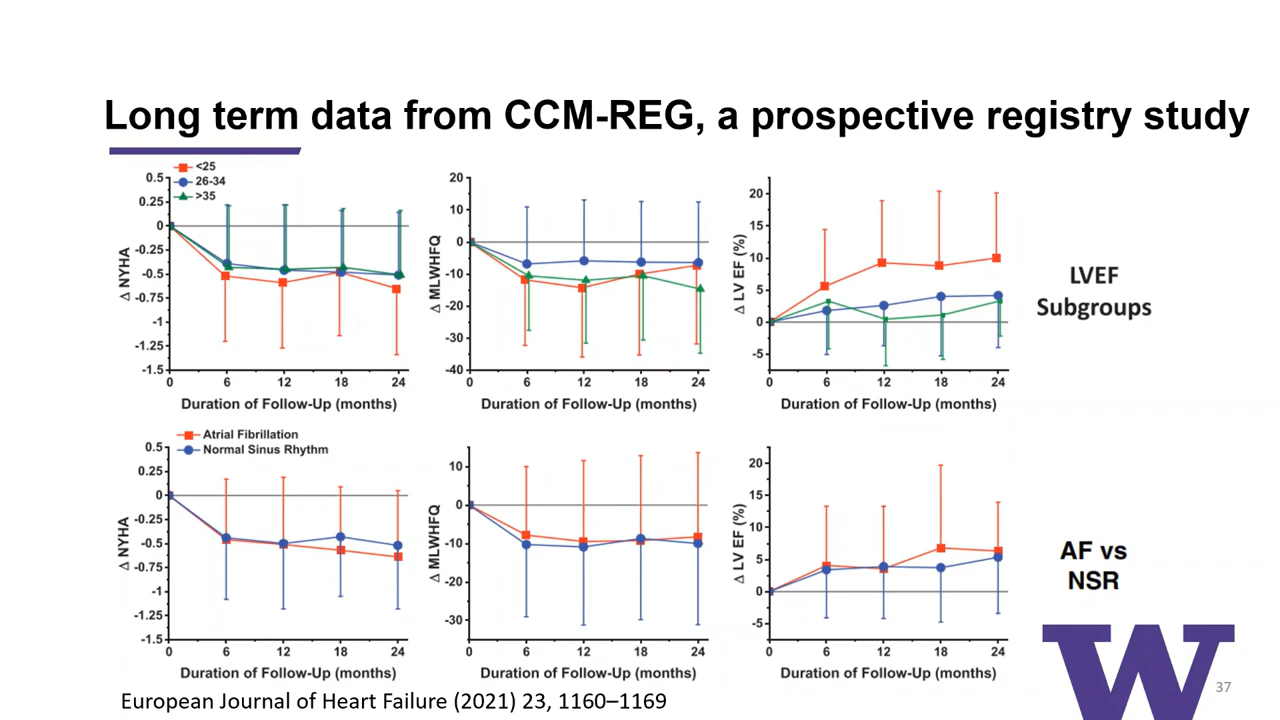 Long term data from CCM-REG, a prospective registry study
<25
26-34
>35
0.5
0.25
0
-0.25
-0.5
-0.75
-1
-1.25
-1.5
Δ NYHA
0 6 12 18 24
Duration of Follow-Up (months)
20
10
0
-10
-20
-30
-40
Δ MLWHFQ
0 6 12 18 24
Duration of Follow-Up (months)
20
15
10
5
0
-5
Δ LV EF (%)
0 6 12 18 24
Duration of Follow-Up (months)
LVEF
Subgroups
Atrial Fibrillation
Normal Sinus Rhythm
0.5
0.25
0
-0.25
-0.5
-0.75
-1
-1.25
-1.5
Δ NYHA
0 6 12 18 24
Duration of Follow-Up (months)
10
0
-10
-20
-30
Δ MLWHFQ
0 6 12 18 24
Duration of Follow-Up (months)
20
15
10
5
0
-5
Δ LV EF (%)
0 6 12 18 24
Duration of Follow-Up (months)
AF vs
NSR
W
37
European Journal of Heart Failure (2021) 23, 1160–1169